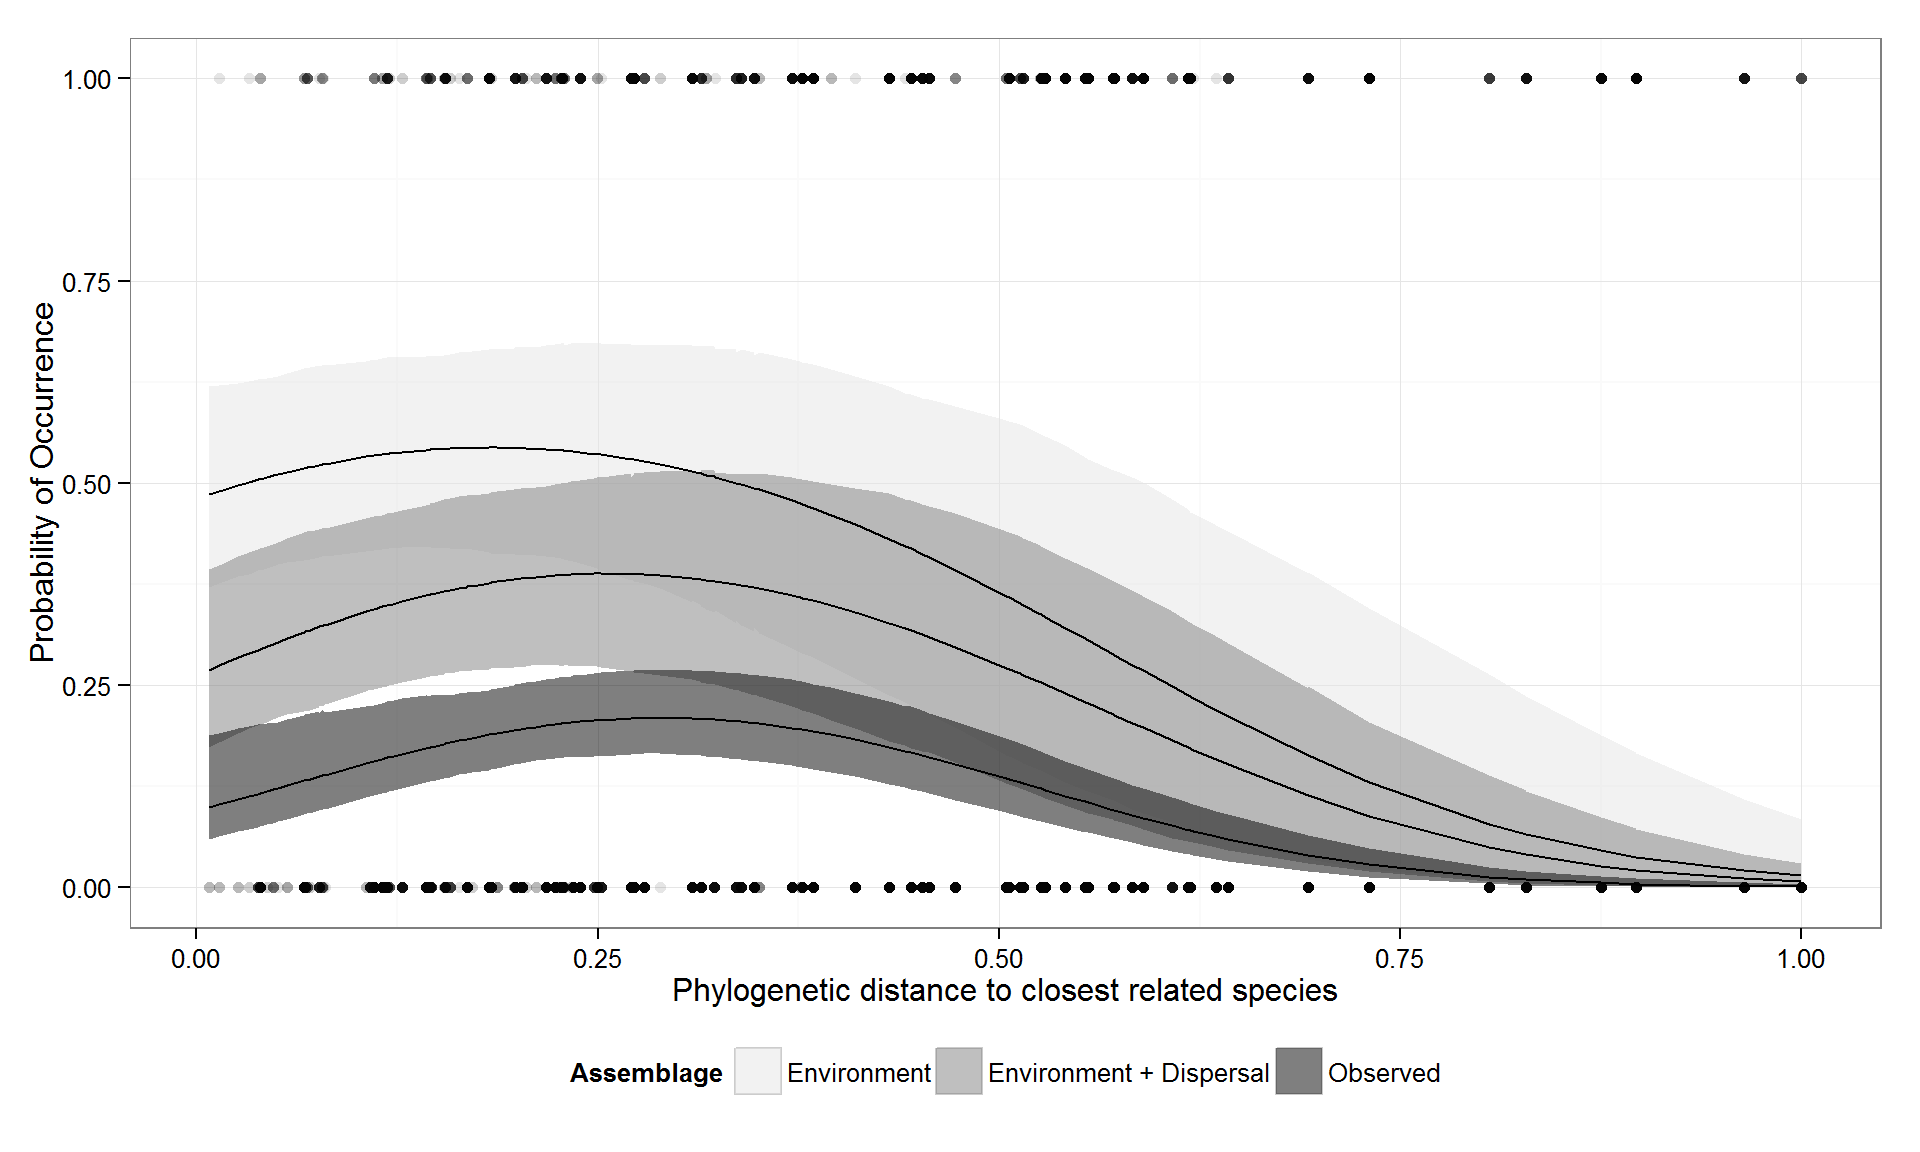 1.00
0.75
0.50
0.25
0.00
Probability of Occurrence
0.00 0.25 0.50 0.75 1.00
Phylogenetic distance to closest related species
Assemblage Environment Environment + Dispersal Observed